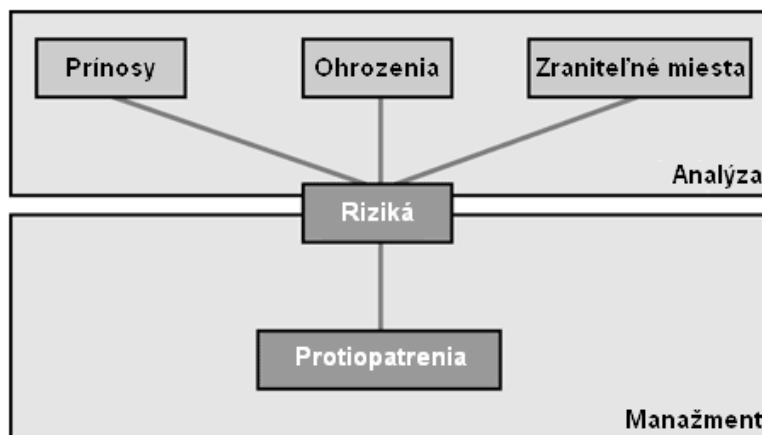 Prínosy
Ohrozenia
Zraniteľné miesta
Analýza
Riziká
Protiopatrenia
Manažment